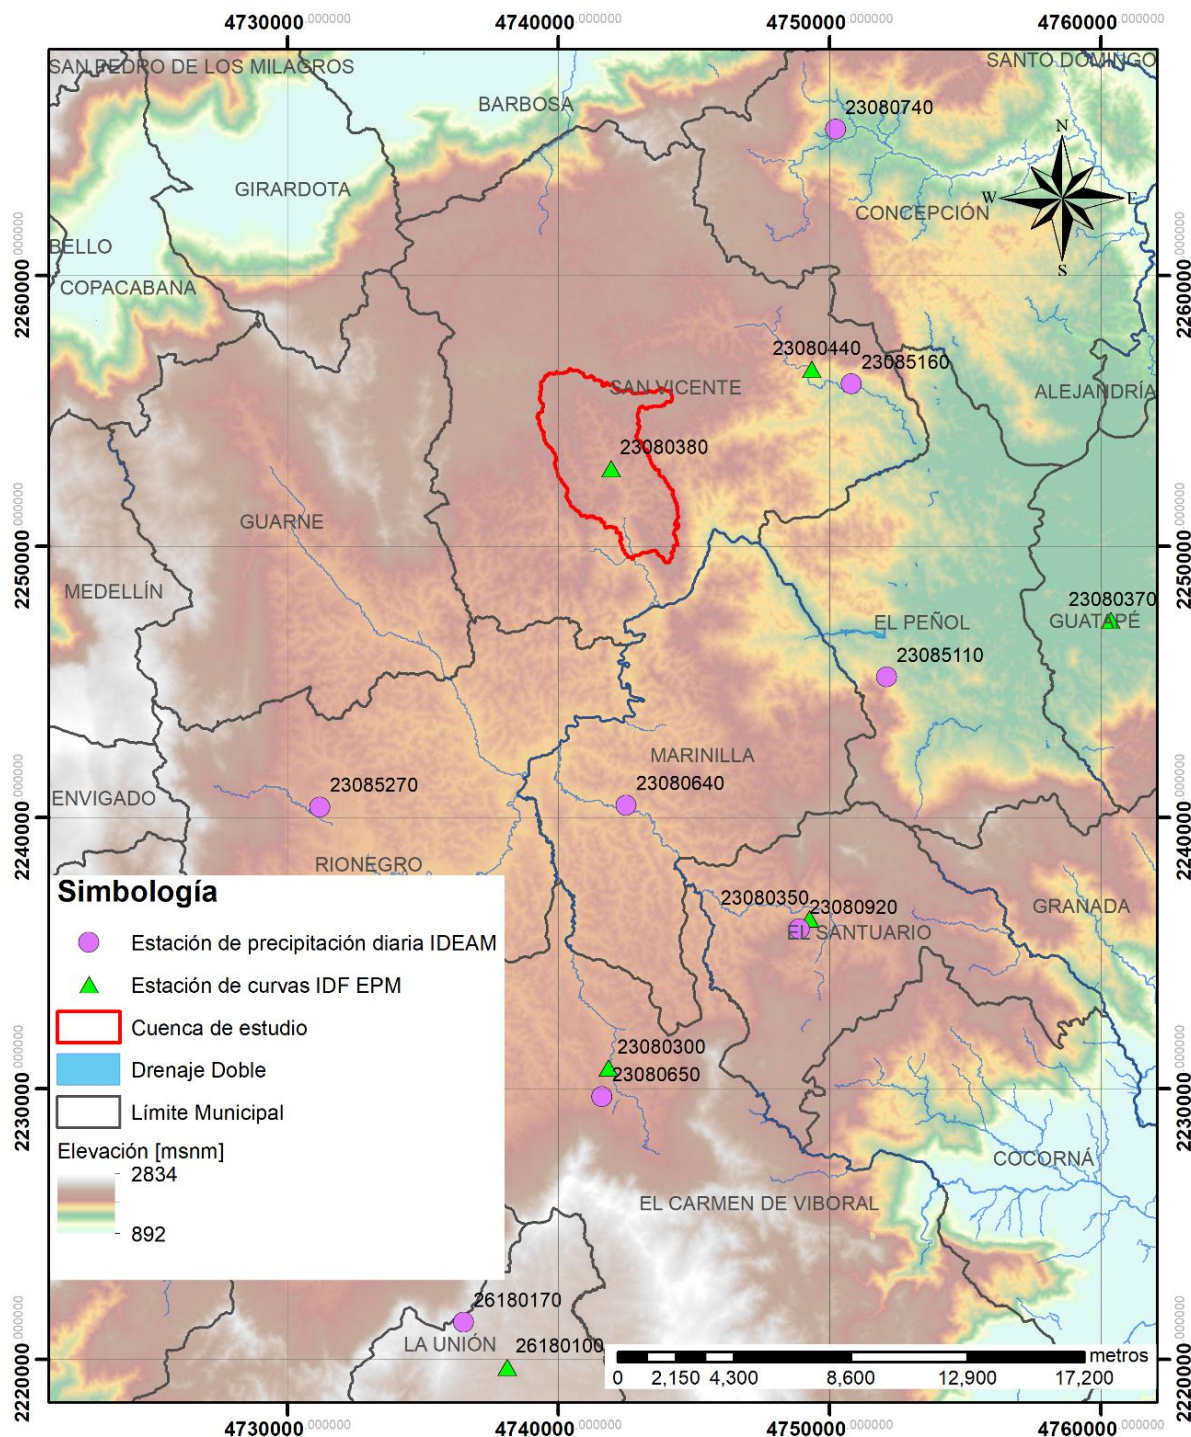 4730000.000000 4740000.000000 4750000.000000 4760000.000000
SAN PEDRO DE LOS MILAGROS
SANTO DOMINGO
BARBOSA
23080740
N
GIRARDOTA
W E
CONCEPCIÓN
BELLO
S
2260000.000000 2260000.000000
COPACABANA
23080440
23085160
SAN VICENTE
ALEJANDRÍA
23080380
GUARNE
2250000.000000 2250000.000000
MEDELLÍN
23080370
EL PEÑOL
GUATAPÉ
23085110
MARINILLA
23085270
23080640
ENVIGADO
2240000.000000 2240000.000000
RIONEGRO
23080350
23080920
GRANADA
EL SANTUARIO
Simbología
Estación de precipitación diaria IDEAM
Estación de curvas IDF EPM
Cuenca de estudio
Drenaje Doble
Límite Municipal
Elevación [msnm]
2834
892
23080300
23080650
2230000.000000 2230000.000000
COCORNÁ
EL CARMEN DE VIBORAL
26180170
LA UNIÓN
26180100
metros
0 2,150 4,300 8,600 12,900 17,200
2220000.000000 2220000.000000
4730000.000000 4740000.000000 4750000.000000 4760000.000000